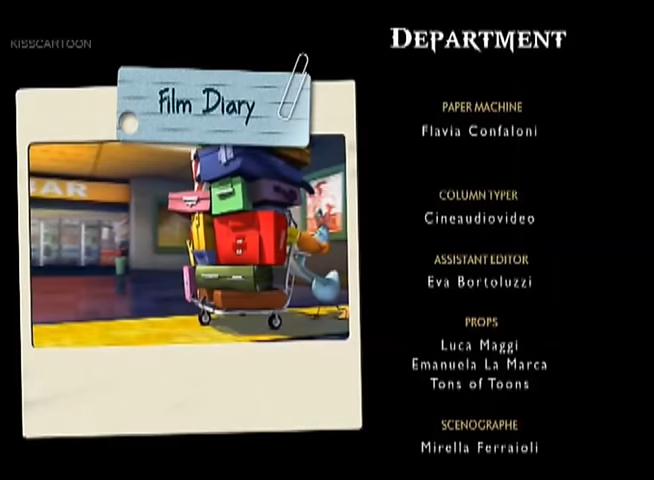 KISSCARTOON
DEPARTMENT
Film Diary
BAR
PAPER MACHINE
Flavia Confaloni
COLUMN TYPER
Cineaudiovideo
ASSISTANT EDITOR
Eva Bortoluzzi
PROPS
Luca Maggi
Emanuela La Marca
Tons of Toons
SCENOGRAPHE
Mirella Ferraioli